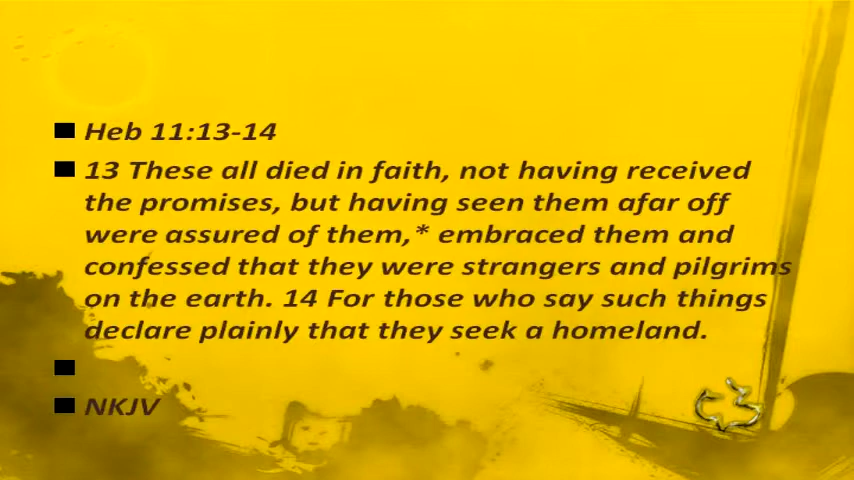 Heb 11:13-14
13 These all died in faith, not having received
the promises, but having seen them afar off
were assured of them,* embraced them and
confessed that they were strangers and pilgrims
on the earth. 14 For those who say such things
declare plainly that they seek a homeland.
NKJV